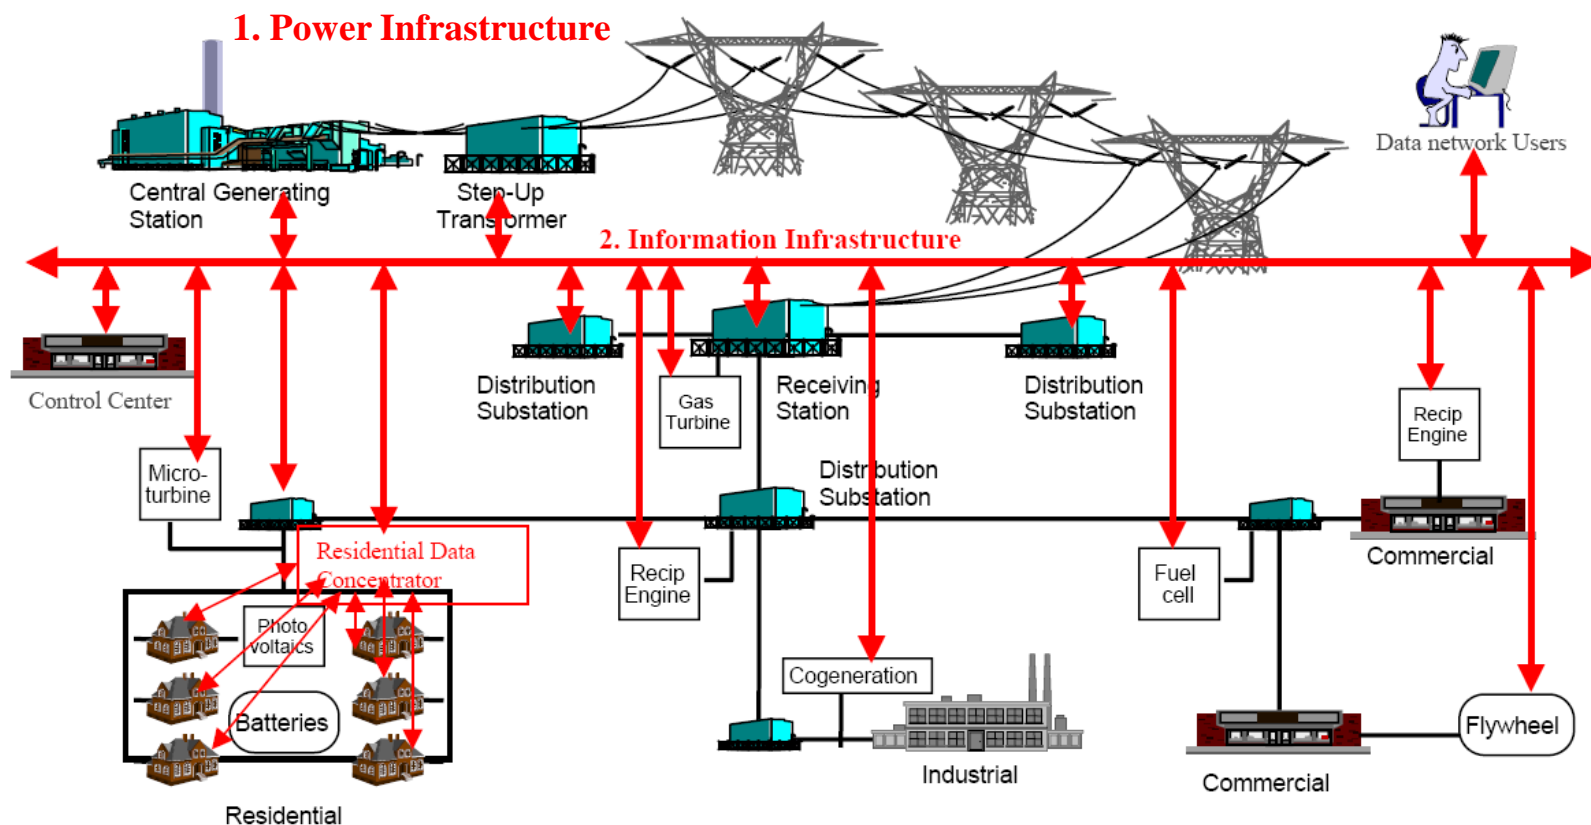 1. Power Infrastructure
Data network Users
Central Generating
Station
Step-Up
Transformer
2. Information Infrastructure
Control Center
Distribution
Substation
Gas
Turbine
Receiving
Station
Distribution
Substation
Recip
Engine
Micro-
turbine
Distribution
Substation
Commercial
Residential Data
Concentrator
Recip
Engine
Fuel
cell
Photo
voltaics
Cogeneration
Batteries
Flywheel
Industrial
Commercial
Residential